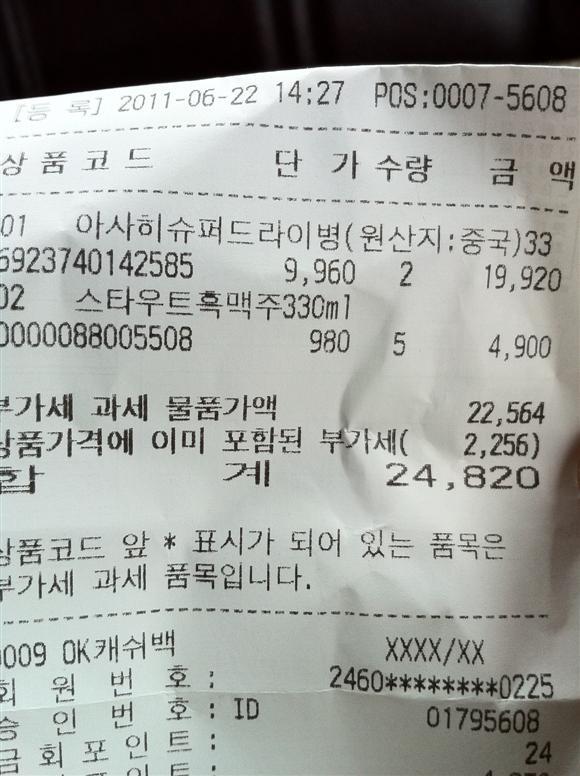 [등 록] 2011-06-22 14:27 POS:0007-5608
상 품 코 드 단 가 수량 금 액
01 아사히슈퍼드라이병(원산지:중국)33
6923740142585 9,960 2 19,920
02 스타우트흑맥주330ml
0000088005508 980 5 4,900
부가세 과세 물품가액 22,564
상품가격에 이미 포함된 부가세( 2,256)
합 계 24,820
상품코드 앞 * 표시가 되어 있는 품목은
부가세 과세 품목입니다.
0009 OK캐쉬백 XXXX/XX
회 원 번 호 : 2460********0225
승 인 번 호 : ID 01795608
금 회 포 인 트 : 24
포 인 트 :